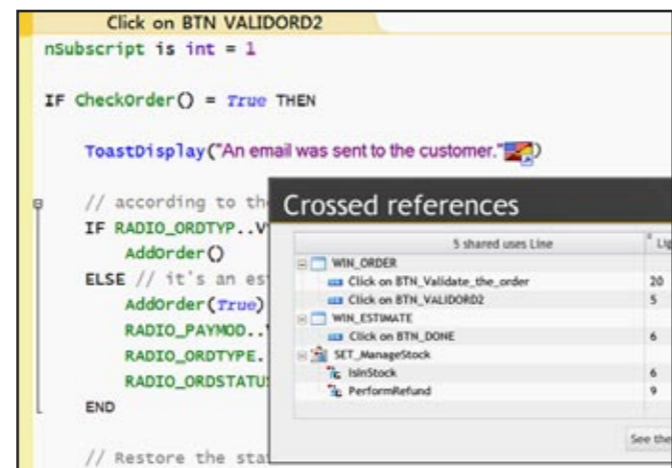 Click on BTN VALIDORD2
nSubscript is int = 1
IF CheckOrder() = True THEN
ToastDisplay("An email was sent to the customer.")
// according to th
IF RADIO_ORDTYP..V
AddOrder()
ELSE // it's an es
AddOrder(True)
RADIO_PAYMOD..
RADIO_ORDTYPE.
RADIO_ORDSTATU
END
// Restore the sta
Crossed references
5 shared uses Line
WIN_ORDER
Click on BTN_Validate_the_order 20
Click on BTN_VALIDORD2 5
WIN_ESTIMATE
Click on BTN_DONE 6
SET_ManageStock
IsInStock 6
PerformRefund 9
See the